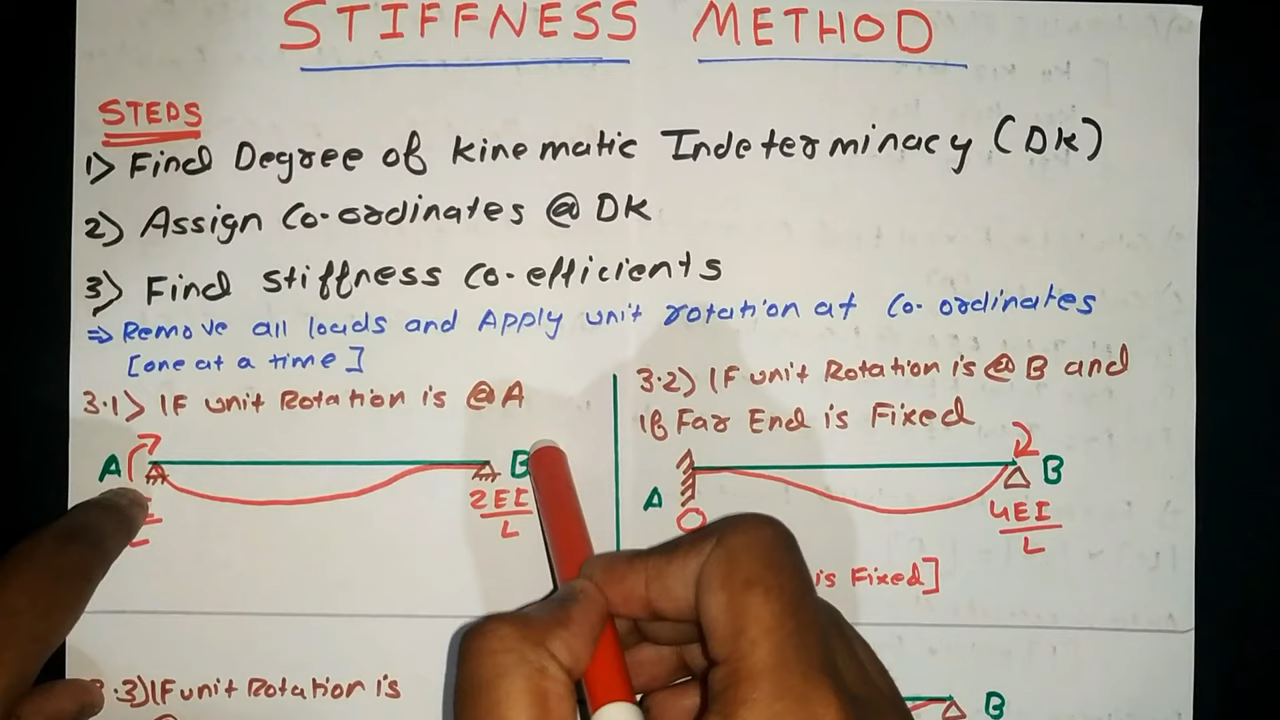 STIFFNESS METHOD
STEPS
1) Find Degree of kinematic Indeterminacy (DK)
2) Assign Co-ordinates @ DK
3) Find stiffness Co-efficients
⇒ Remove all loads and Apply unit rotation at Co-ordinates
[one at a time]
3.1) IF unit Rotation is @ A
A B
2EI
L
3.2) IF unit Rotation is @ B and
if Far End is Fixed
A B
0
4EI
L
is Fixed]
3)IF unit Rotation is
B